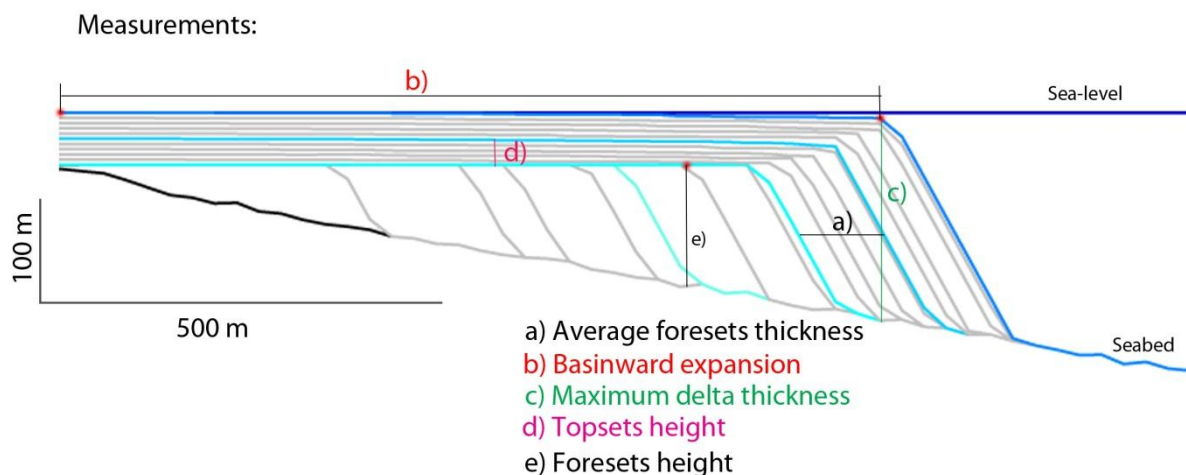 Measurements:
b)
Sea-level
d)
c)
a)
e)
100 m
500 m
Seabed
a) Average foresets thickness
b) Basinward expansion
c) Maximum delta thickness
d) Topsets height
e) Foresets height